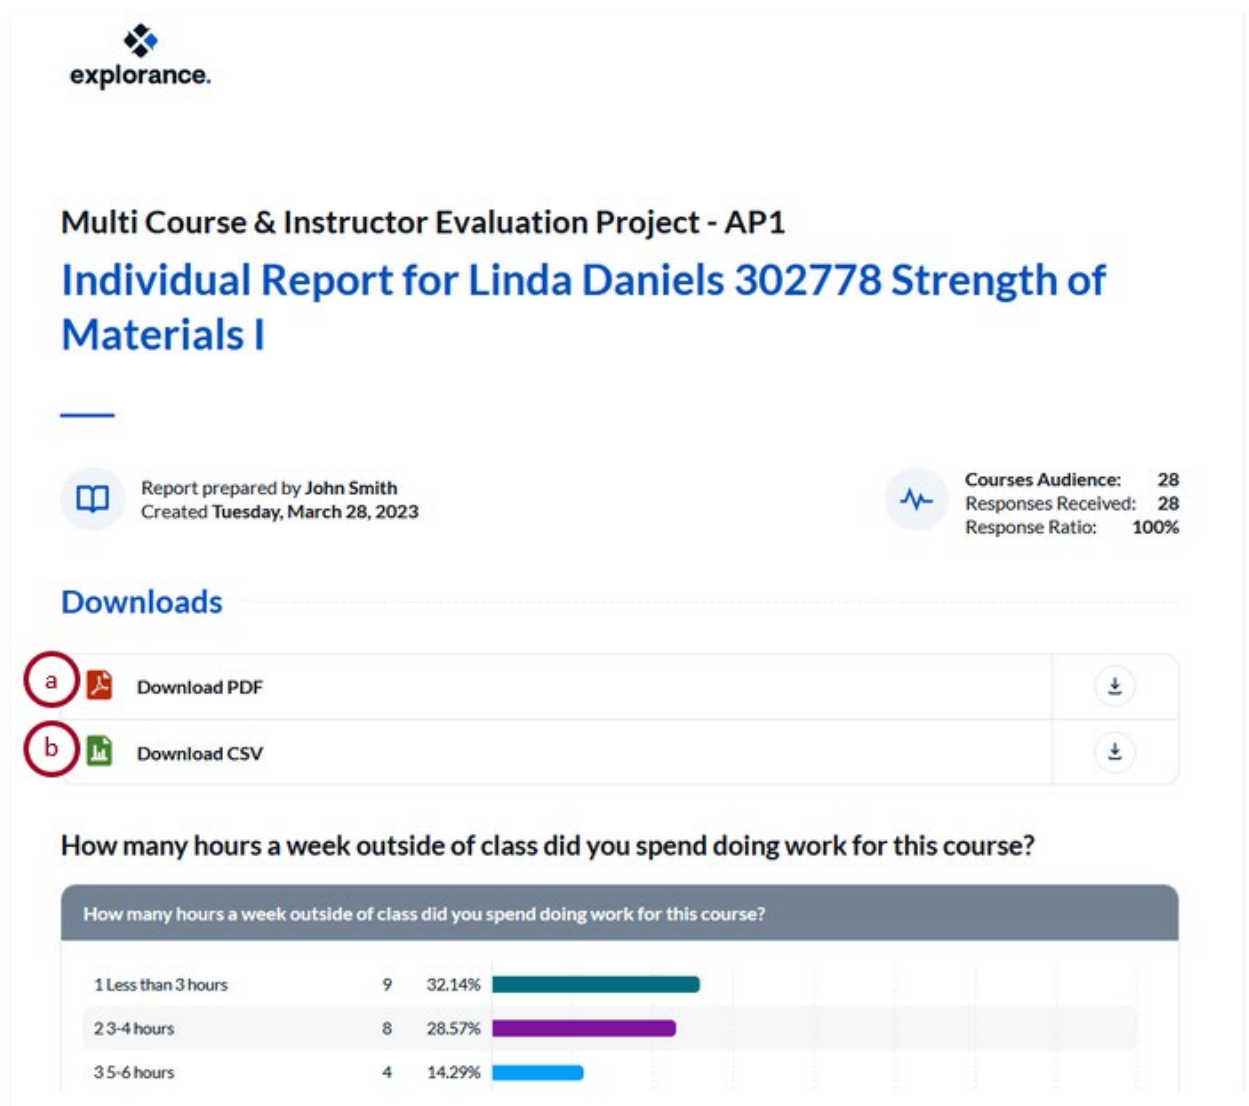 explorance.
Multi Course & Instructor Evaluation Project - AP1
Individual Report for Linda Daniels 302778 Strength of
Materials I
Report prepared by John Smith
Created Tuesday, March 28, 2023
Courses Audience: 28
Responses Received: 28
Response Ratio: 100%
Downloads
a Download PDF
b Download CSV
How many hours a week outside of class did you spend doing work for this course?
How many hours a week outside of class did you spend doing work for this course?
1 Less than 3 hours 9 32.14%
2 3-4 hours 8 28.57%
3 5-6 hours 4 14.29%